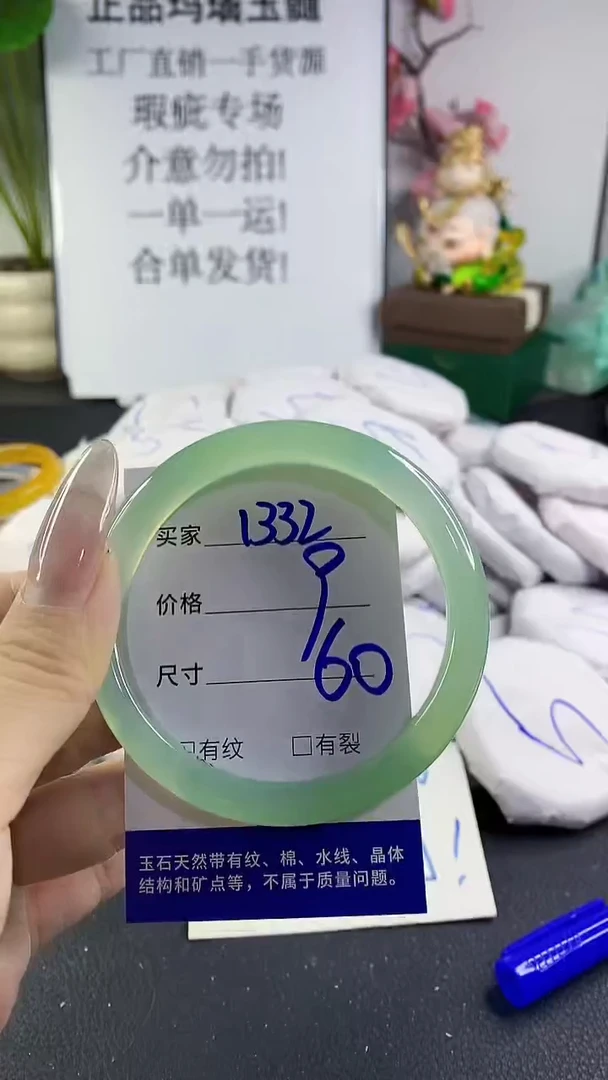 正品玛瑙玉髓
工厂直销一手货源
瑕疵专场
介意勿拍!
一单一运!
合单发货!
买家 1332
价格 9
尺寸 60
□有纹 □有裂
玉石天然带有纹、棉、水线、晶体
结构和矿点等，不属于质量问题。